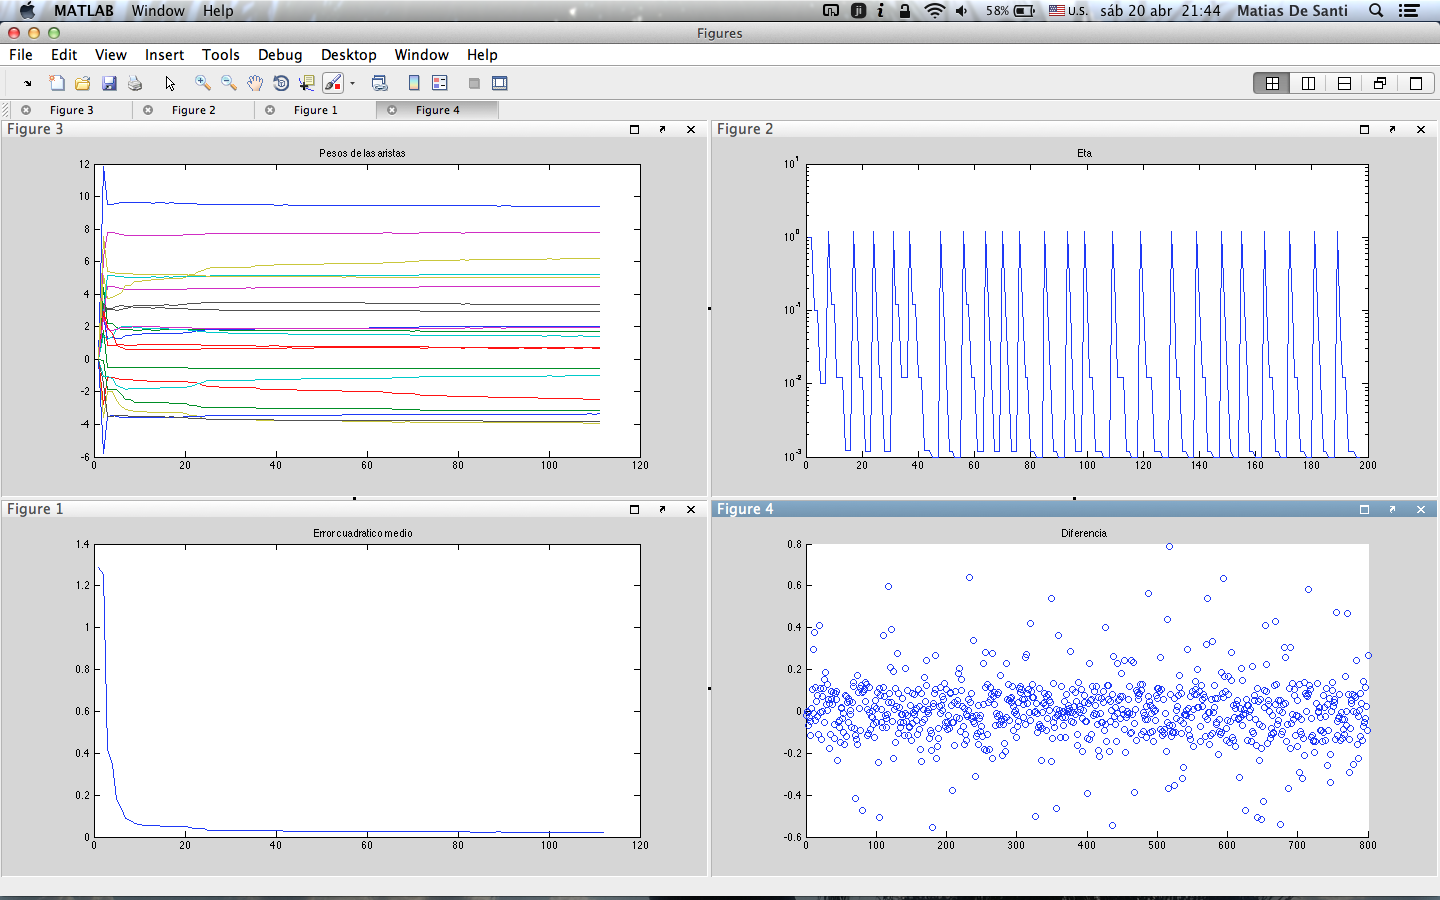 MATLAB Window Help 58% U.S. sáb 20 abr 21:44 Matias De Santi
Figures
File Edit View Insert Tools Debug Desktop Window Help
Figure 3 Figure 2 Figure 1 Figure 4
Figure 3
Pesos de las aristas
12
10
8
6
4
2
0
-2
-4
-6
0 20 40 60 80 100 120
Figure 2
Eta
10^1
10^0
10^-1
10^-2
10^-3
0 20 40 60 80 100 120 140 160 180 200
Figure 1
Error cuadratico medio
1.4
1.2
1
0.8
0.6
0.4
0.2
0
0 20 40 60 80 100 120
Figure 4
Diferencia
0.8
0.6
0.4
0.2
0
-0.2
-0.4
-0.6
0 100 200 300 400 500 600 700 800